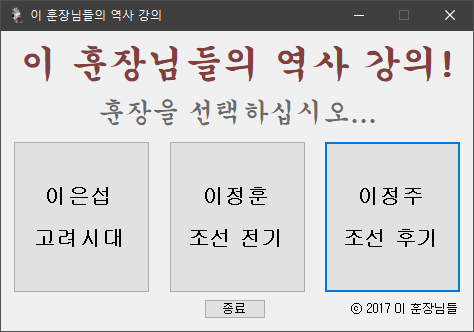 이 훈장님들의 역사 강의
이 훈장님들의 역사 강의!
훈장을 선택하십시오...
이은섭
고려시대
이정훈
조선 전기
이정주
조선 후기
종료
© 2017 이 훈장님들